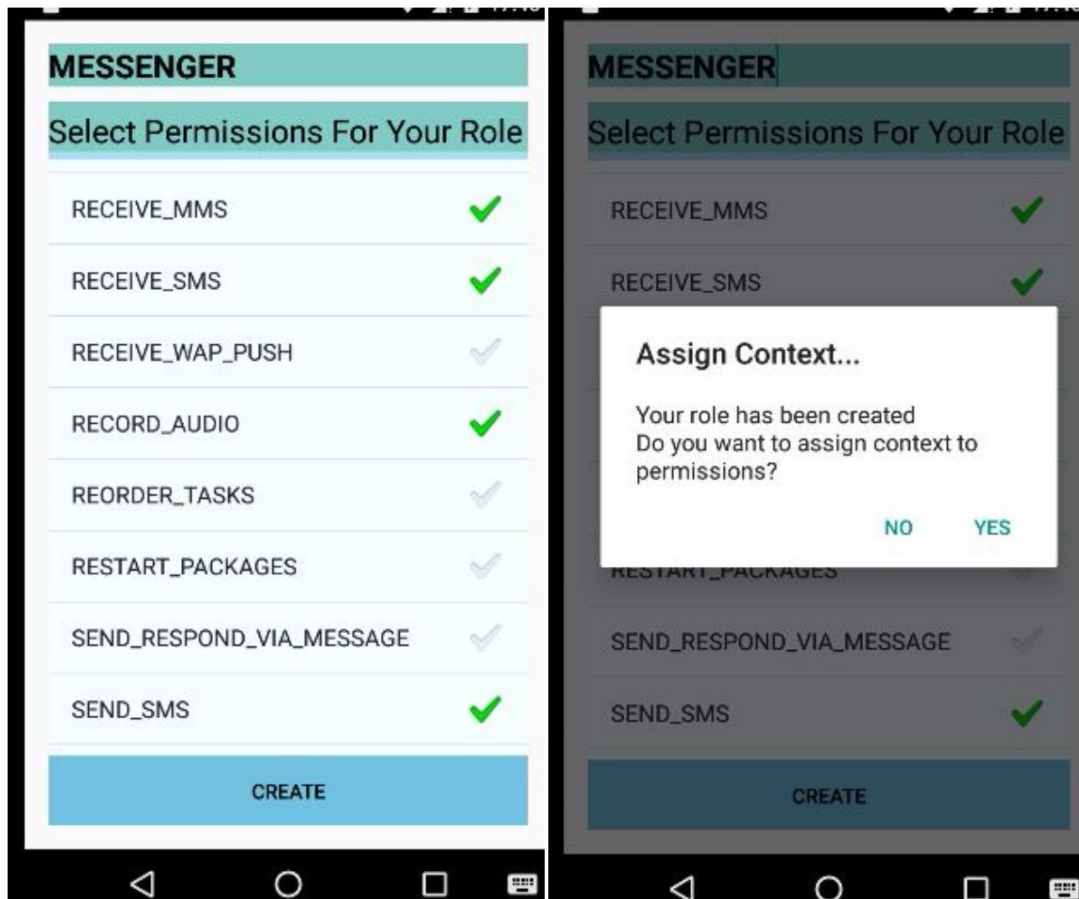 MESSENGER
Select Permissions For Your Role
RECEIVE_MMS
RECEIVE_SMS
RECEIVE_WAP_PUSH
RECORD_AUDIO
REORDER_TASKS
RESTART_PACKAGES
SEND_RESPOND_VIA_MESSAGE
SEND_SMS
CREATE
MESSENGER
Select Permissions For Your Role
RECEIVE_MMS
RECEIVE_SMS
Assign Context...
Your role has been created
Do you want to assign context to
permissions?
NO YES
RESTART_PACKAGES
SEND_RESPOND_VIA_MESSAGE
SEND_SMS
CREATE